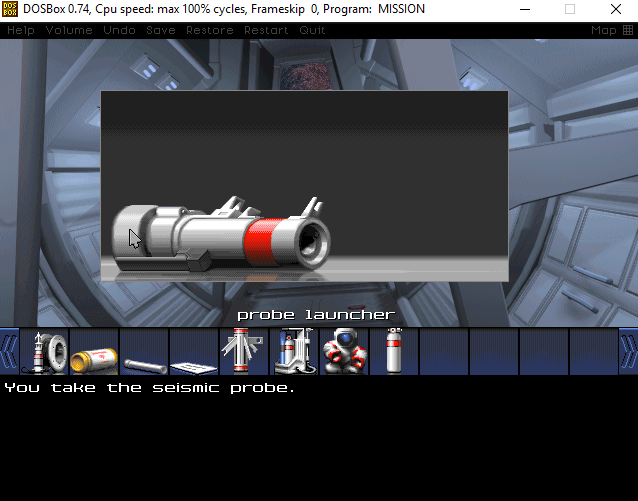 DOSBox 0.74, Cpu speed: max 100% cycles, Frameskip 0, Program: MISSION
Help Volume Undo Save Restore Restart Quit Map
probe launcher
You take the seismic probe.